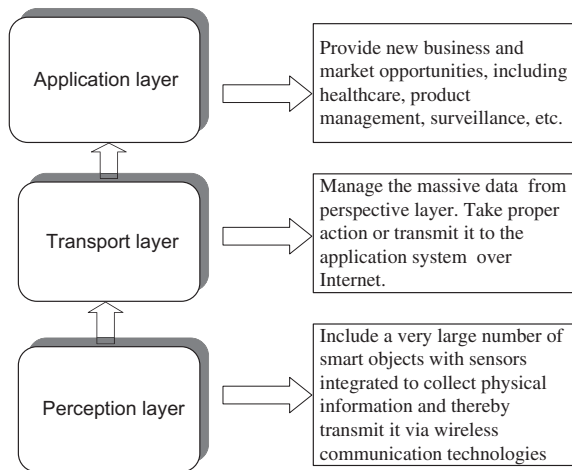 Application layer
Provide new business and
market opportunities, including
healthcare, product
management, surveillance, etc.
Transport layer
Manage the massive data from
perspective layer. Take proper
action or transmit it to the
application system over
Internet.
Perception layer
Include a very large number of
smart objects with sensors
integrated to collect physical
information and thereby
transmit it via wireless
communication technologies